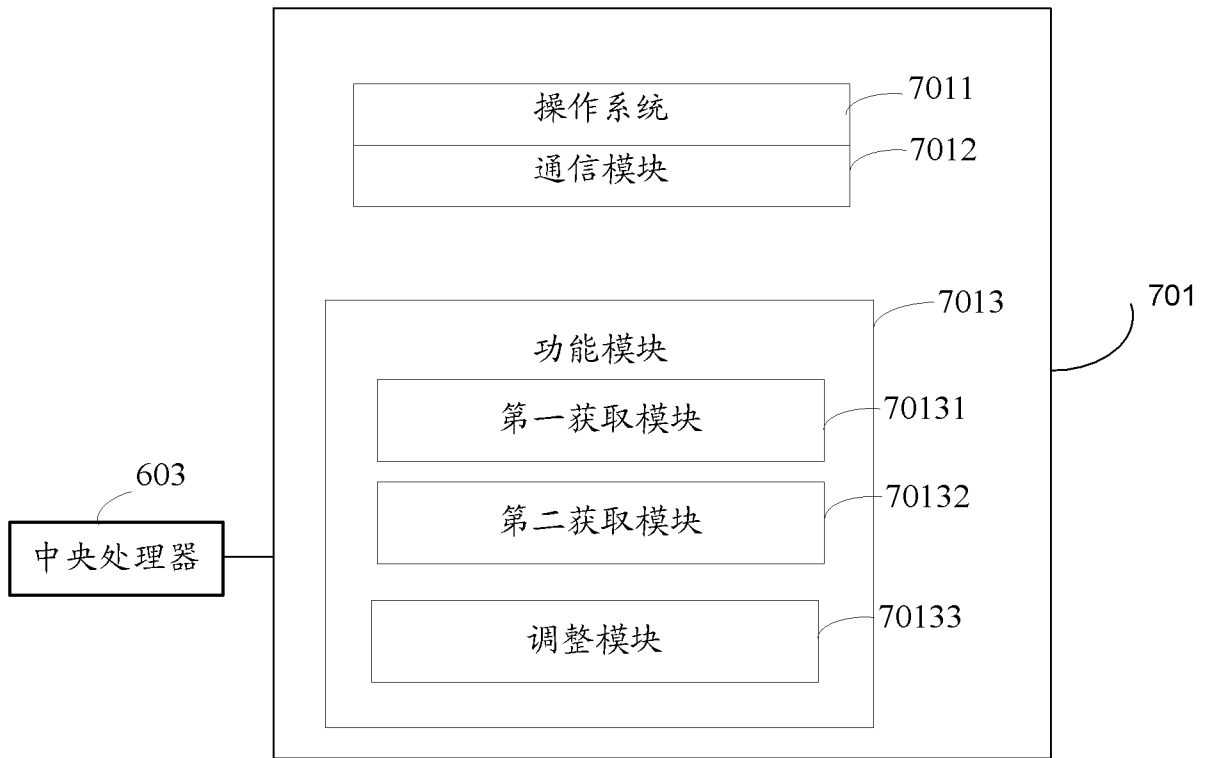 操作系统
7011
通信模块
7012
7013
701
功能模块
第一获取模块
70131
603
第二获取模块
70132
中央处理器
调整模块
70133